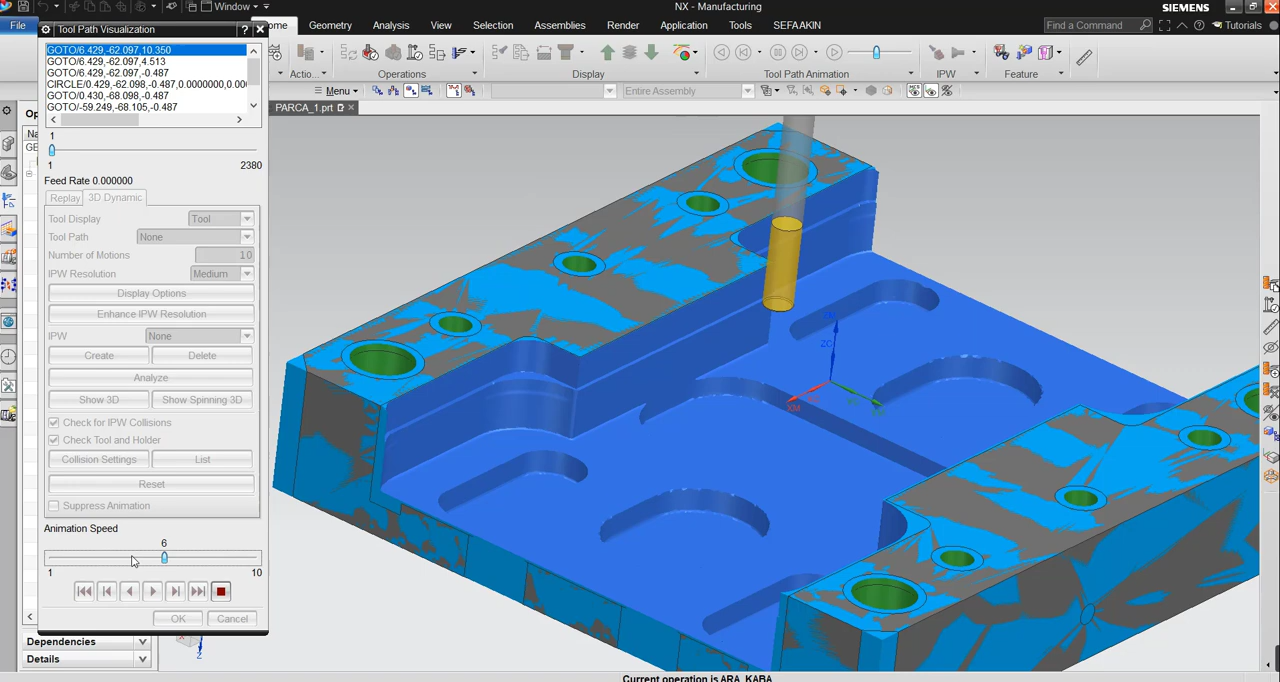 Window
NX - Manufacturing
SIEMENS
File
Home
Geometry
Analysis
View
Selection
Assemblies
Render
Application
Tools
SEFAAKIN
Find a Command
Tutorials
Tool Path Visualization
GOTO/6.429,-62.097,10.350
GOTO/6.429,-62.097,4.513
GOTO/6.429,-62.097,-0.487
CIRCLE/0.429,-62.098,-0.487,0.0000000,0.00
GOTO/0.430,-68.098,-0.487
GOTO/-59.249,-68.105,-0.487
1
1
2380
Feed Rate 0.000000
Replay
3D Dynamic
Tool Display
Tool
Tool Path
None
Number of Motions
10
IPW Resolution
Medium
Display Options
Enhance IPW Resolution
IPW
None
Create
Delete
Analyze
Show 3D
Show Spinning 3D
Check for IPW Collisions
Check Tool and Holder
Collision Settings
List
Reset
Suppress Animation
Animation Speed
6
1
10
OK
Cancel
Dependencies
Details
Actio...
Operations
Display
Tool Path Animation
IPW
Feature
Menu
Entire Assembly
PARCA_1.prt
Op
Na
GE
ZM
ZC
XM
Z
Current operation is ARA_KABA